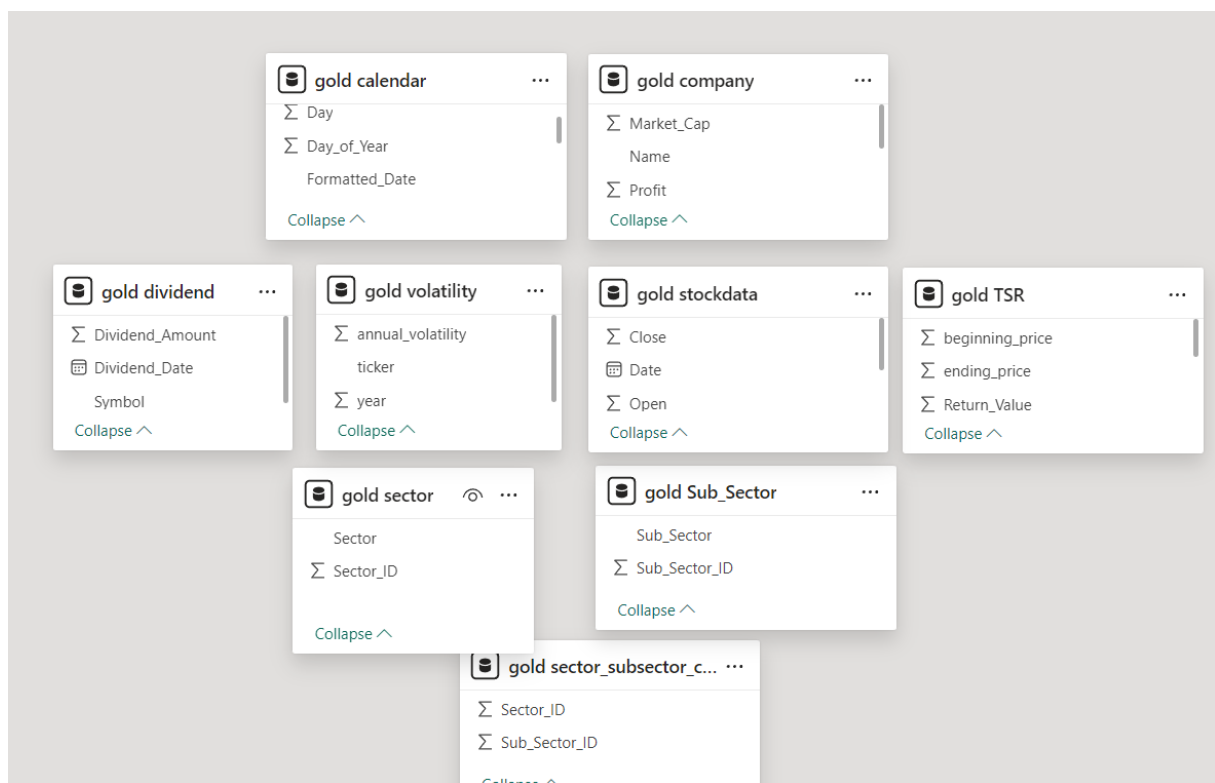 gold calendar
Day
Day_of_Year
Formatted_Date
Collapse
gold company
Market_Cap
Name
Profit
Collapse
gold dividend
Dividend_Amount
Dividend_Date
Symbol
Collapse
gold volatility
annual_volatility
ticker
year
Collapse
gold stockdata
Close
Date
Open
Collapse
gold TSR
beginning_price
ending_price
Return_Value
Collapse
gold sector
Sector
Sector_ID
Collapse
gold Sub_Sector
Sub_Sector
Sub_Sector_ID
Collapse
gold sector_subsector_c...
Sector_ID
Sub_Sector_ID
Collapse